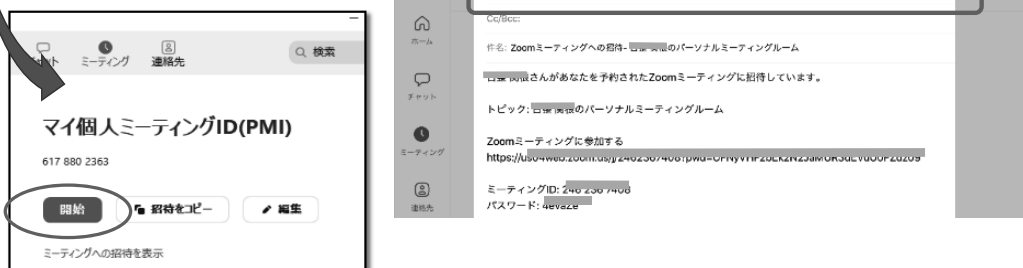 ミーティング
連絡先
検索
マイ個人ミーティングID(PMI)
617 880 2363
開始
招待をコピー
編集
ミーティングへの招待を表示
ホーム
チャット
ミーティング
連絡先
Cc/Bcc:
件名: Zoomミーティングへの招待- のパーソナルミーティングルーム
さんがあなたを予約されたZoomミーティングに招待しています。
トピック: のパーソナルミーティングルーム
Zoomミーティングに参加する
ミーティングID:
パスワード: